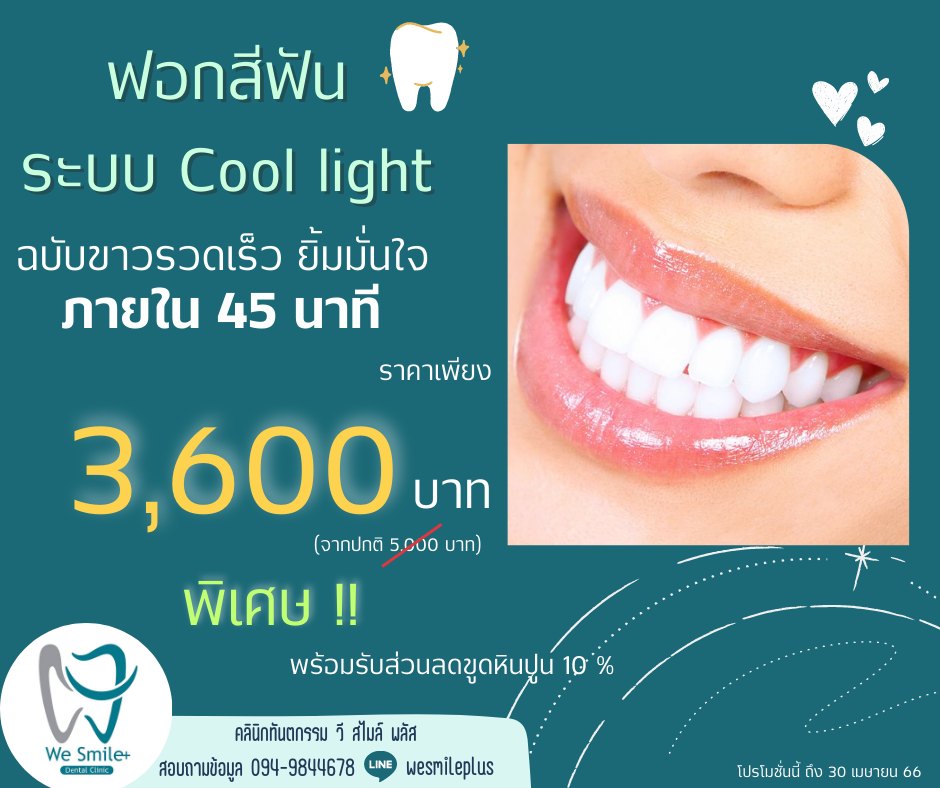 ฟอกสีฟัน
ระบบ Cool light
ฉบับขาวรวดเร็ว ยิ้มมั่นใจ
ภายใน 45 นาที
ราคาเพียง
3,600 บาท
(จากปกติ 5,000 บาท)
พิเศษ !!
พร้อมรับส่วนลดขูดหินปูน 10 %
We Smile+
Dental Clinic
คลินิกทันตกรรม วี สไมล์ พลัส
สอบถามข้อมูล 094-9844678 LINE wesmileplus
โปรโมชั่นนี้ ถึง 30 เมษายน 66